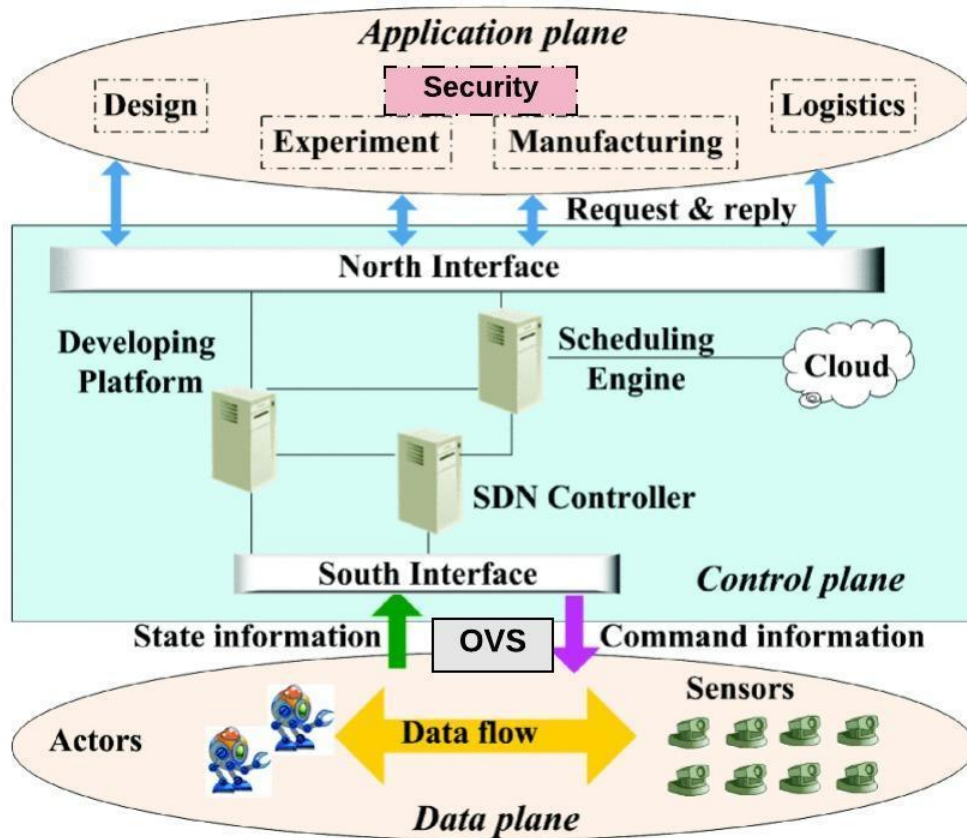 Application plane
Security
Design
Logistics
Experiment
Manufacturing
Request & reply
North Interface
Developing
Platform
Scheduling
Engine
Cloud
SDN Controller
South Interface
Control plane
State information
OVS
Command information
Sensors
Actors
Data flow
Data plane